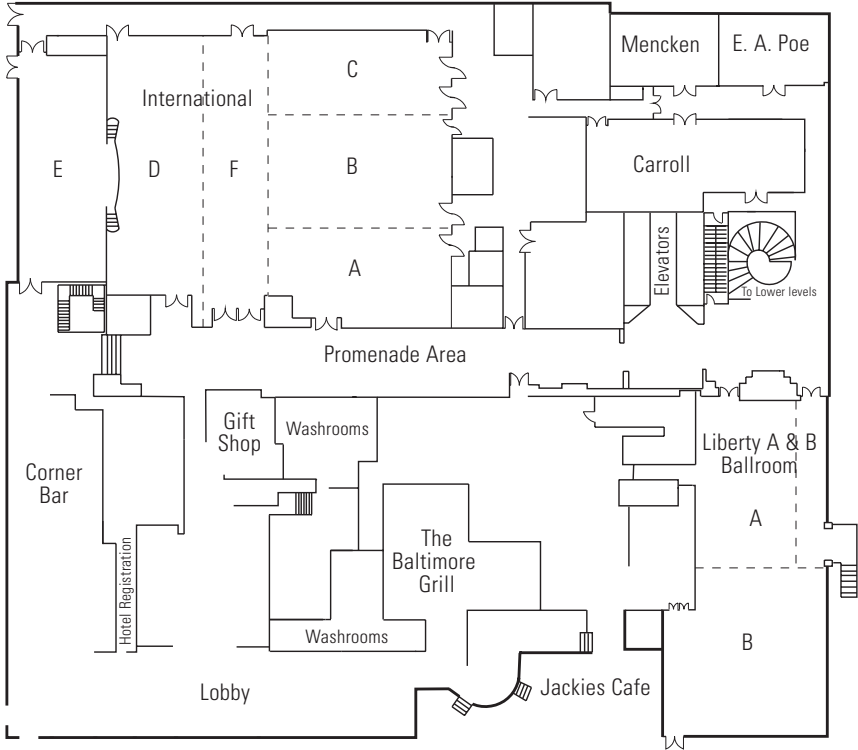 Mencken
E. A. Poe
C
International
E
D
F
B
Carroll
A
Elevators
To Lower levels
Promenade Area
Gift
Shop
Washrooms
Liberty A & B
Ballroom
Corner
Bar
A
The
Baltimore
Grill
Hotel Registration
Washrooms
B
Lobby
Jackies Cafe